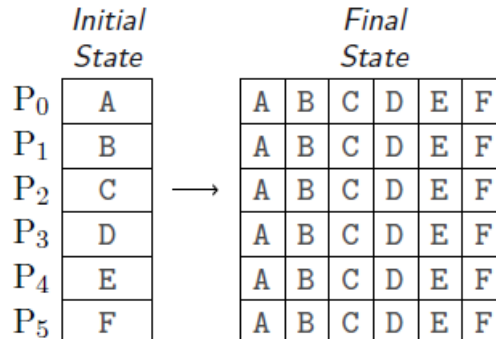 Initial State Final State
P0 A A B C D E F
P1 B A B C D E F
P2 C → A B C D E F
P3 D A B C D E F
P4 E A B C D E F
P5 F A B C D E F